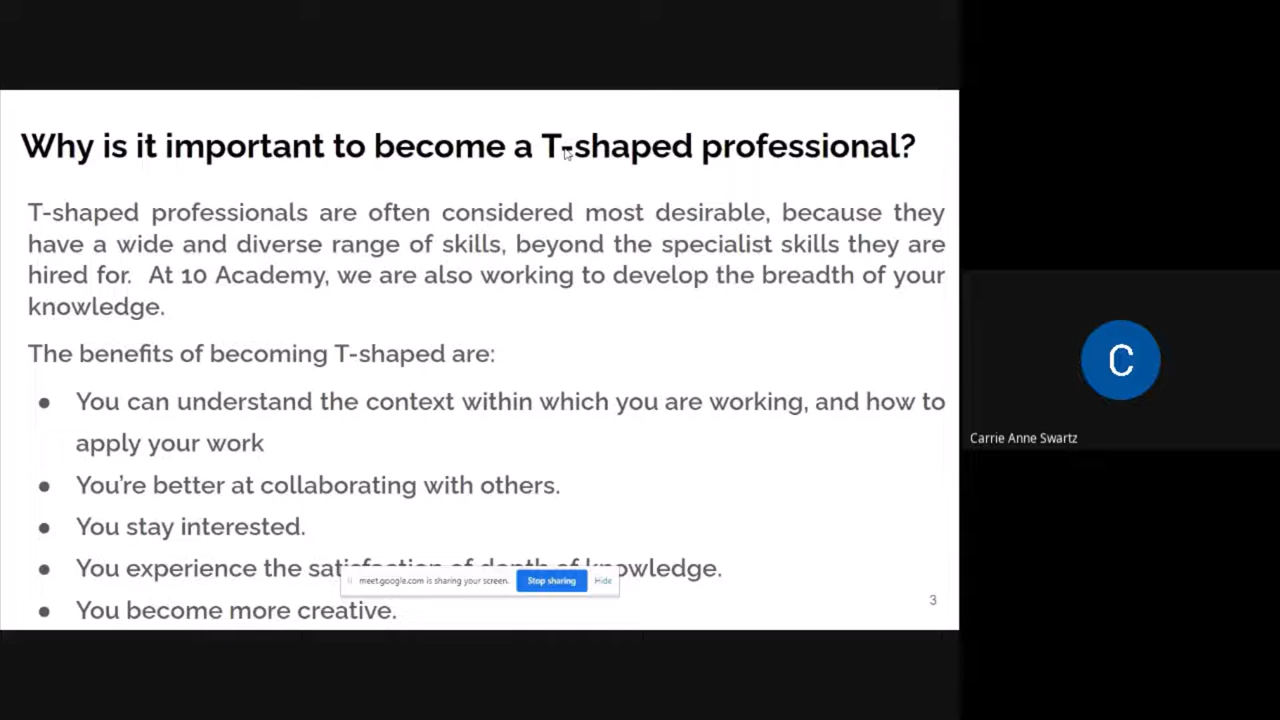 Why is it important to become a T-shaped professional?
T-shaped professionals are often considered most desirable, because they
have a wide and diverse range of skills, beyond the specialist skills they are
hired for. At 10 Academy, we are also working to develop the breadth of your
knowledge.
The benefits of becoming T-shaped are:
● You can understand the context within which you are working, and how to
apply your work
● You're better at collaborating with others.
● You stay interested.
● You experience the satisfaction of depth of knowledge.
meet.google.com is sharing your screen. Stop sharing Hide
● You become more creative.
3
C
Carrie Anne Swartz